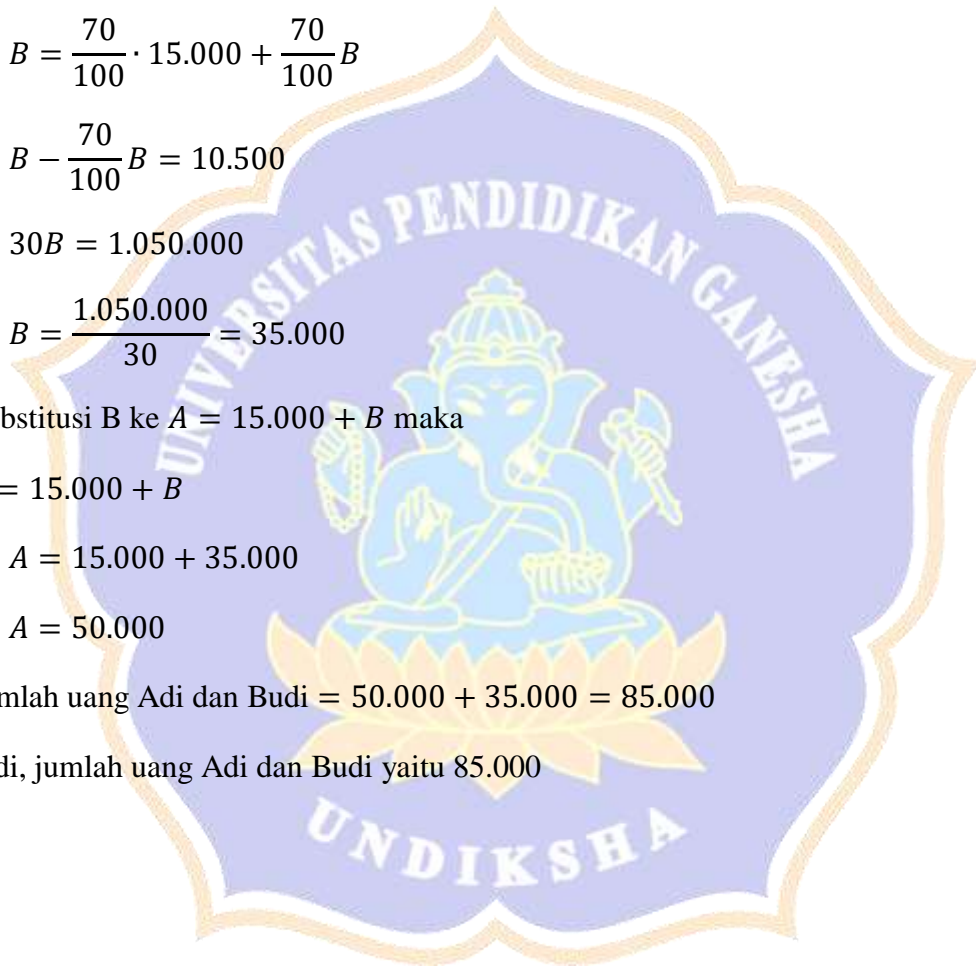 B = 70/100 · 15.000 + 70/100 B
B − 70/100 B = 10.500
30B = 1.050.000
B = 1.050.000/30 = 35.000
bstitusi B ke A = 15.000 + B maka
= 15.000 + B
A = 15.000 + 35.000
A = 50.000
mlah uang Adi dan Budi = 50.000 + 35.000 = 85.000
di, jumlah uang Adi dan Budi yaitu 85.000
UNIVERSITAS PENDIDIKAN GANESHA
UNDIKSHA